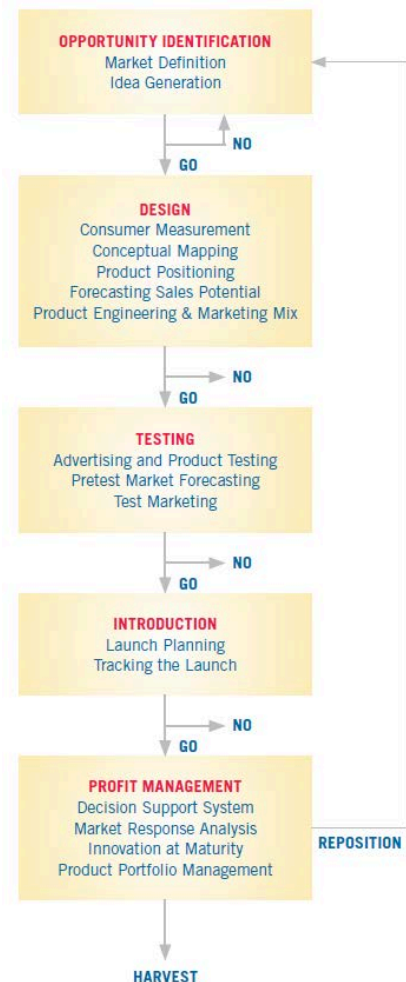 OPPORTUNITY IDENTIFICATION
Market Definition
Idea Generation
NO
GO
DESIGN
Consumer Measurement
Conceptual Mapping
Product Positioning
Forecasting Sales Potential
Product Engineering & Marketing Mix
NO
GO
TESTING
Advertising and Product Testing
Pretest Market Forecasting
Test Marketing
NO
GO
INTRODUCTION
Launch Planning
Tracking the Launch
NO
GO
PROFIT MANAGEMENT
Decision Support System
Market Response Analysis
Innovation at Maturity
Product Portfolio Management
REPOSITION
HARVEST